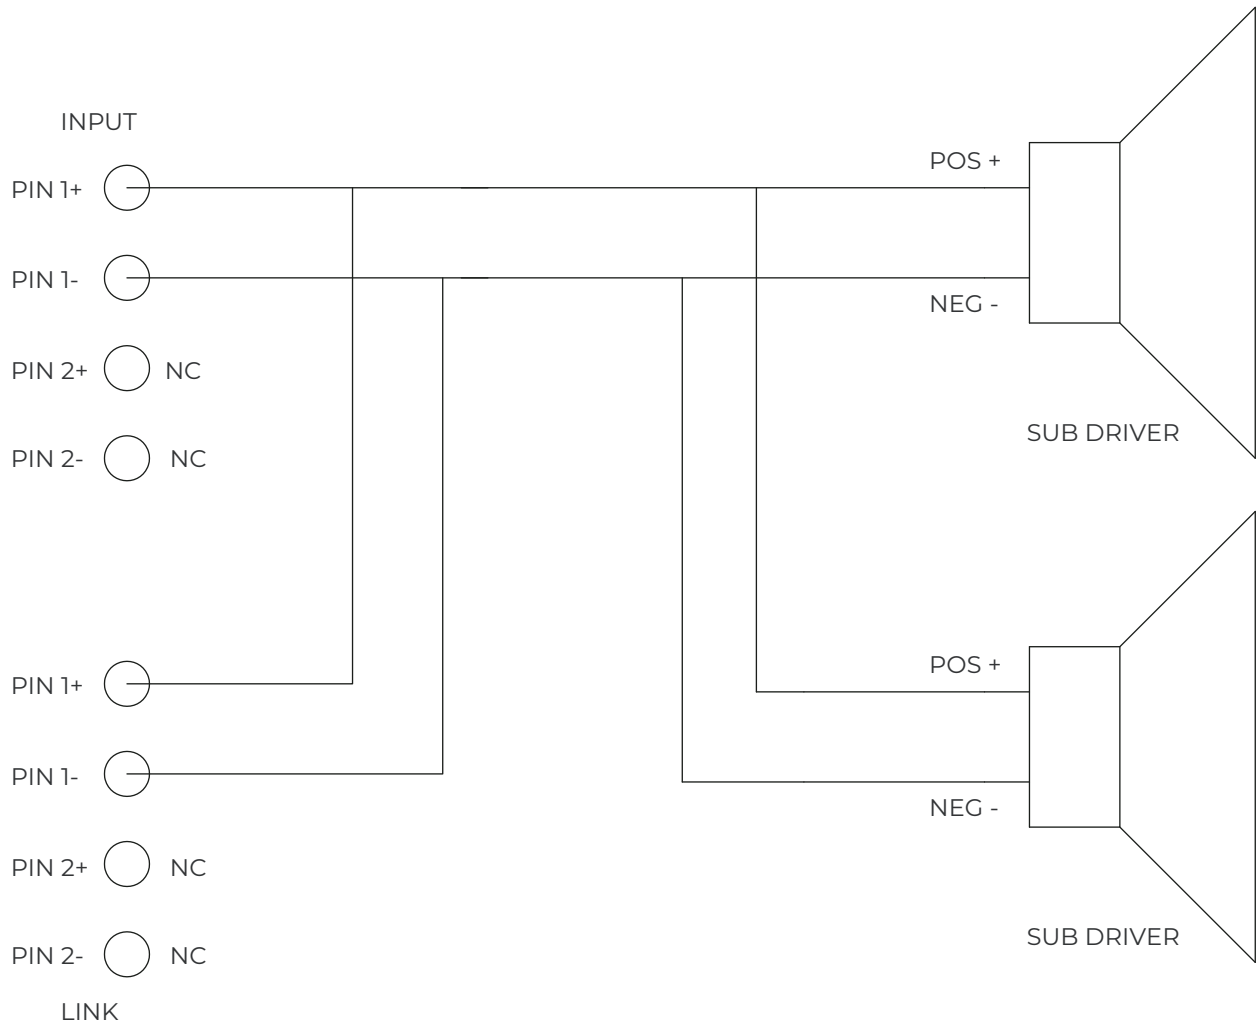 INPUT
POS +
PIN 1+
PIN 1-
NEG -
PIN 2+ NC
PIN 2- NC
SUB DRIVER
POS +
PIN 1+
PIN 1-
NEG -
PIN 2+ NC
SUB DRIVER
PIN 2- NC
LINK